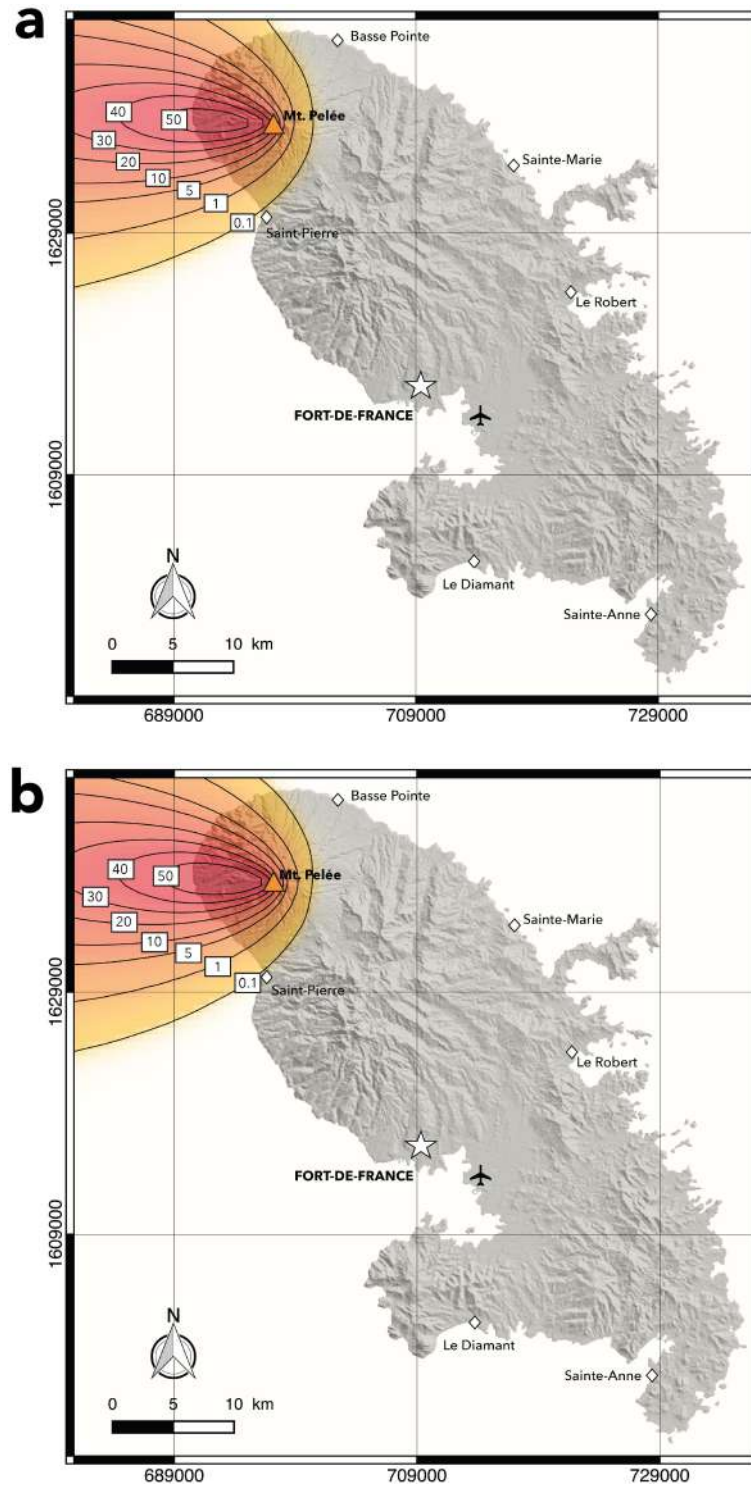 a
Basse Pointe
Mt. Pelée
40
50
30
20
10
5
1
0.1
Sainte-Marie
Saint-Pierre
1629000
Le Robert
FORT-DE-FRANCE
1609000
N
Le Diamant
Sainte-Anne
0 5 10 km
689000 709000 729000
b
Basse Pointe
Mt. Pelée
40
50
30
20
10
5
1
0.1
Sainte-Marie
Saint-Pierre
1629000
Le Robert
FORT-DE-FRANCE
1609000
N
Le Diamant
Sainte-Anne
0 5 10 km
689000 709000 729000